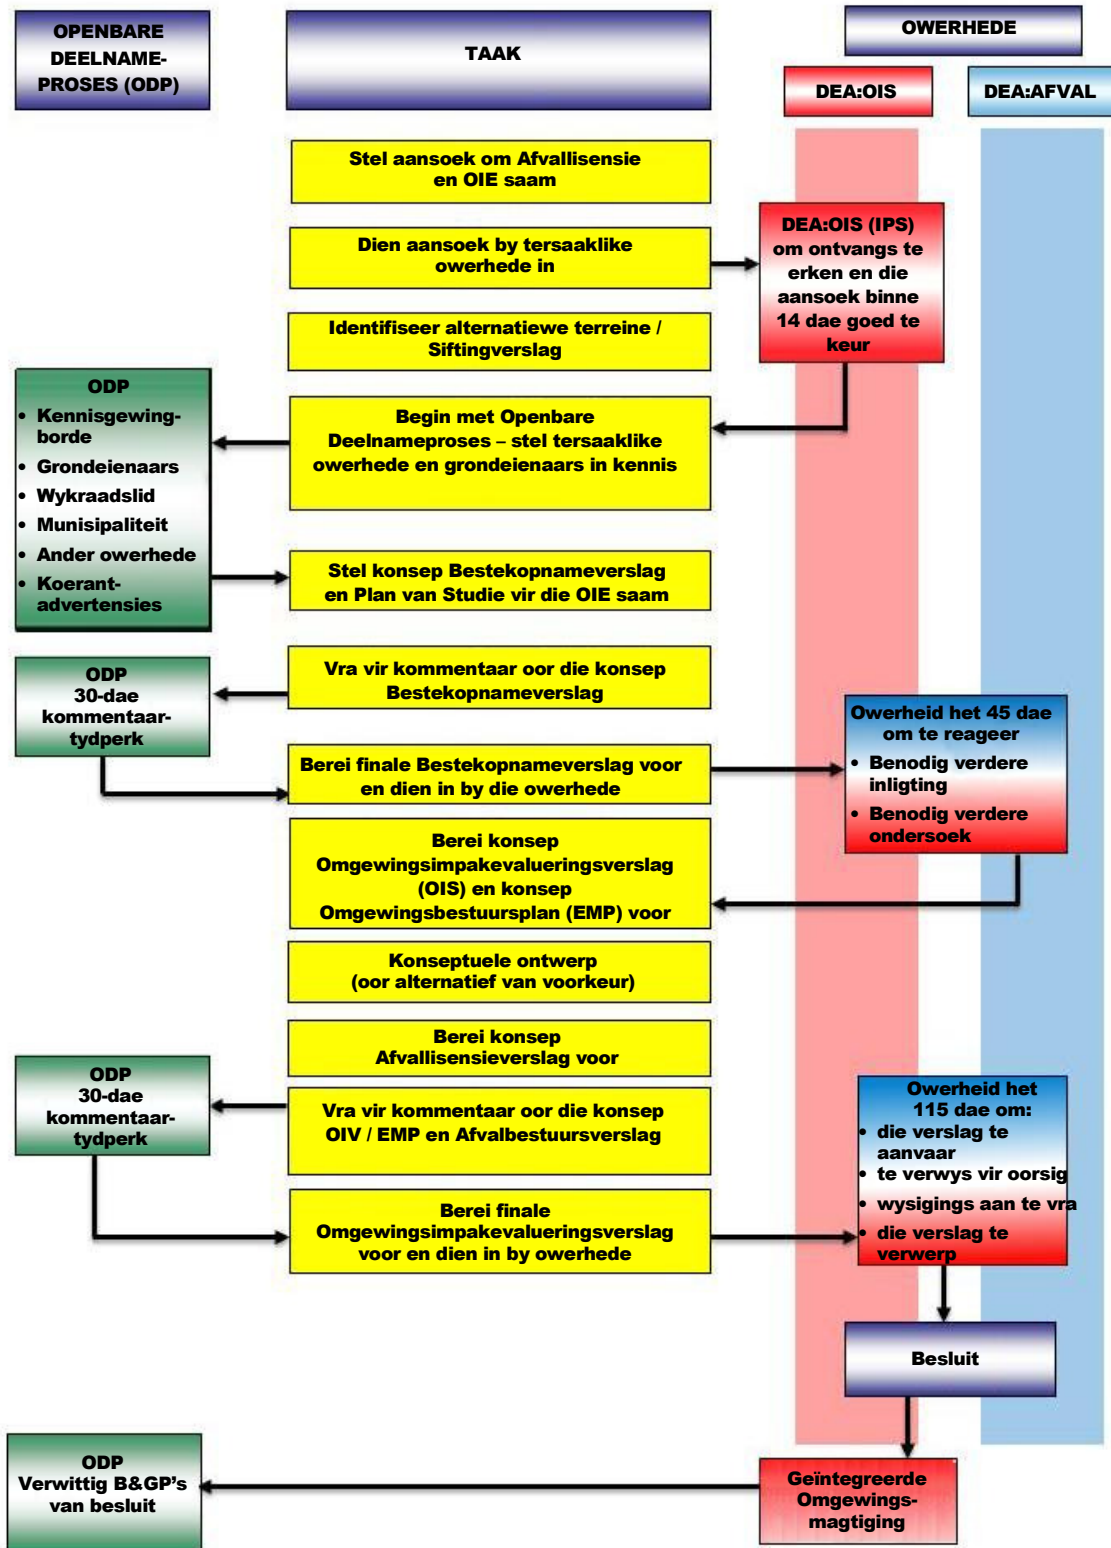 OPENBARE
DEELNAME-
PROSES (ODP)
TAAK
OWERHEDE
DEA:OIS
DEA:AFVAL
Stel aansoek om Afvallisensie
en OIE saam
Dien aansoek by tersaaklike
owerhede in
DEA:OIS (IPS)
om ontvangs te
erken en die
aansoek binne
14 dae goed te
keur
Identifiseer alternatiewe terreine /
Siftingverslag
ODP
• Kennisgewing-
borde
• Grondeienaars
• Wykraadslid
• Munisipaliteit
• Ander owerhede
• Koerant-
advertensies
Begin met Openbare
Deelnameproses – stel tersaaklike
owerhede en grondeienaars in kennis
Stel konsep Bestekopnameverslag
en Plan van Studie vir die OIE saam
Vra vir kommentaar oor die konsep
Bestekopnameverslag
ODP
30-dae
kommentaar-
tydperk
Berei finale Bestekopnameverslag voor
en dien in by die owerhede
Owerheid het 45 dae
om te reageer
• Benodig verdere
inligting
• Benodig verdere
ondersoek
Berei konsep
Omgewingsimpakevalueringsverslag
(OIS) en konsep
Omgewingsbestuursplan (EMP) voor
Konseptuele ontwerp
(oor alternatief van voorkeur)
Berei konsep
Afvallisensieverslag voor
ODP
30-dae
kommentaar-
tydperk
Vra vir kommentaar oor die konsep
OIV / EMP en Afvalbestuursverslag
Berei finale
Omgewingsimpakevalueringsverslag
voor en dien in by owerhede
Owerheid het
115 dae om:
• die verslag te
aanvaar
• te verwys vir oorsig
• wysigings aan te vra
• die verslag te
verwerp
Besluit
Geïntegreerde
Omgewings-
magtiging
ODP
Verwittig B&GP’s
van besluit